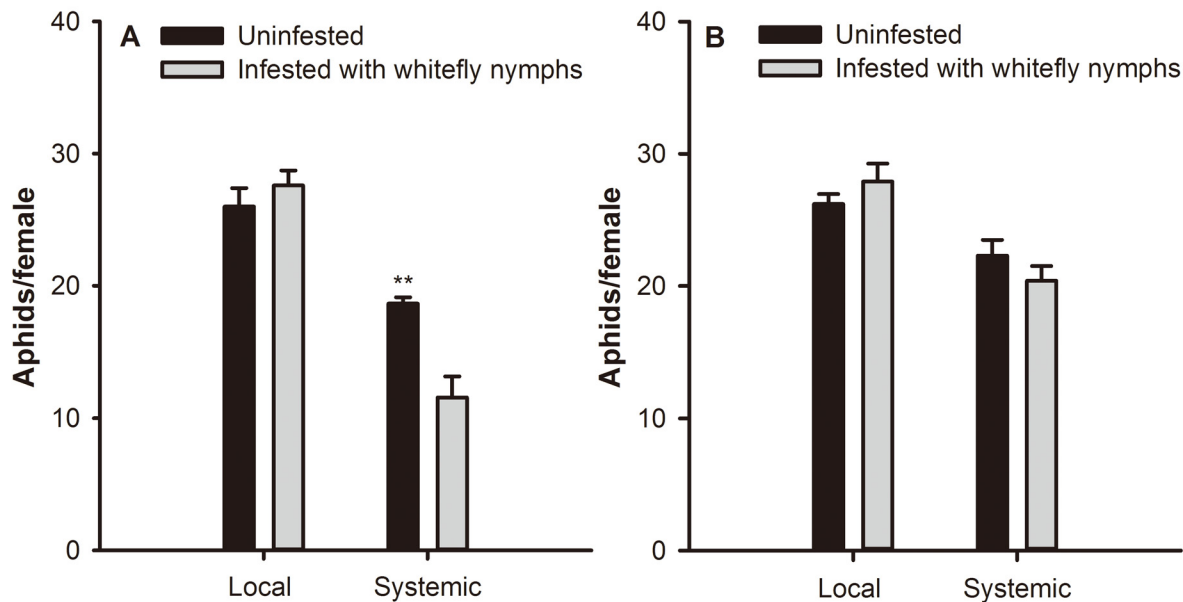 A
Uninfested
Infested with whitefly nymphs
40
30
20
10
0
Aphids/female
**
Local Systemic
B
Uninfested
Infested with whitefly nymphs
40
30
20
10
0
Aphids/female
Local Systemic